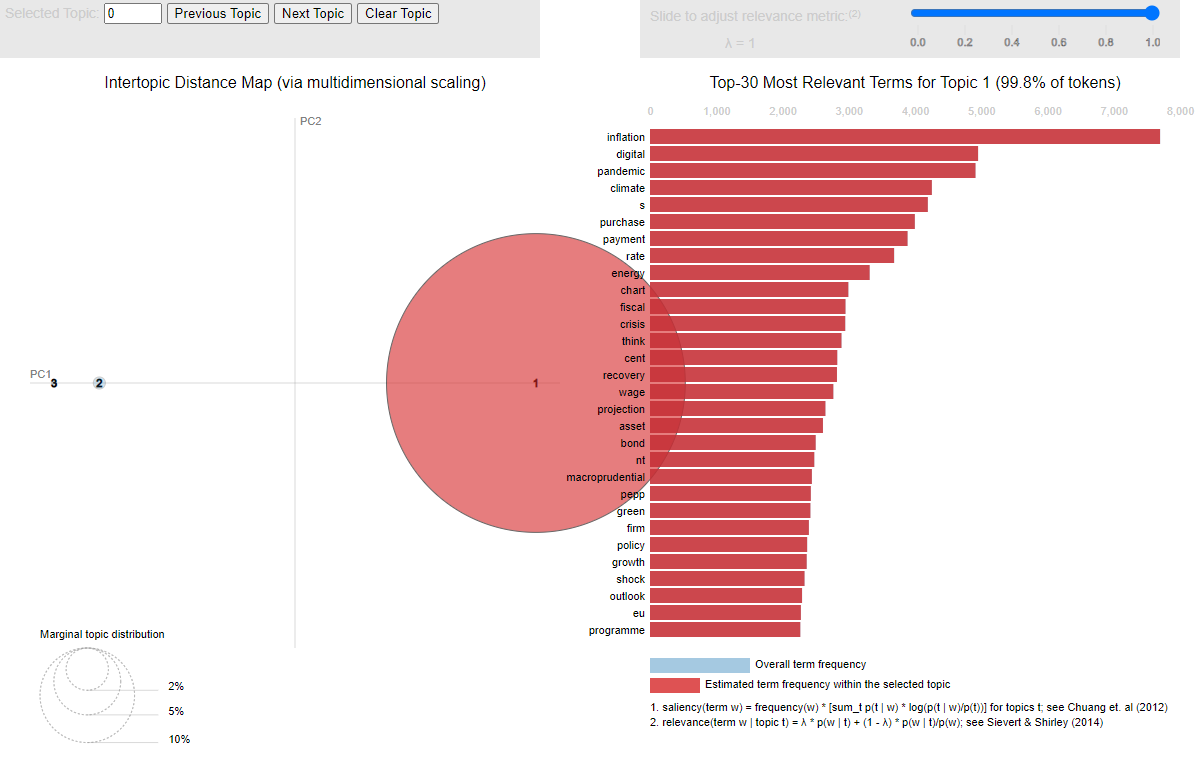 Selected Topic: 0 Previous Topic Next Topic Clear Topic
Slide to adjust relevance metric:(2)
λ = 1
0.0 0.2 0.4 0.6 0.8 1.0
Intertopic Distance Map (via multidimensional scaling)
PC2
PC1
3
2
1
Marginal topic distribution
2%
5%
10%
Top-30 Most Relevant Terms for Topic 1 (99.8% of tokens)
0 1,000 2,000 3,000 4,000 5,000 6,000 7,000 8,000
inflation
digital
pandemic
climate
s
purchase
payment
rate
energy
chart
fiscal
crisis
think
cent
recovery
wage
projection
asset
bond
nt
macroprudential
pepp
green
firm
policy
growth
shock
outlook
eu
programme
Overall term frequency
Estimated term frequency within the selected topic
1. saliency(term w) = frequency(w) * [sum_t p(t | w) * log(p(t | w)/p(t))] for topics t; see Chuang et. al (2012)
2. relevance(term w | topic t) = λ * p(w | t) + (1 - λ) * p(w | t)/p(w); see Sievert & Shirley (2014)